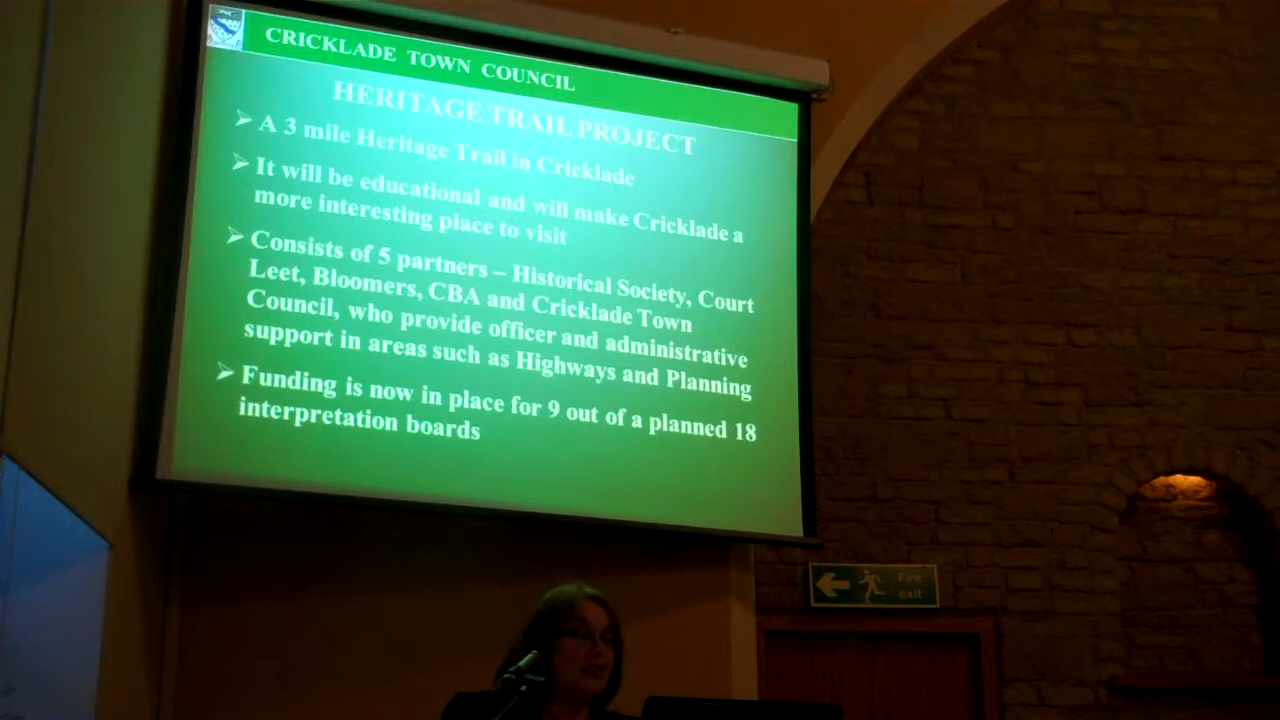 CRICKLADE TOWN COUNCIL
HERITAGE TRAIL PROJECT
➢ A 3 mile Heritage Trail in Cricklade
➢ It will be educational and will make Cricklade a
more interesting place to visit
➢ Consists of 5 partners – Historical Society, Court
Leet, Bloomers, CBA and Cricklade Town
Council, who provide officer and administrative
support in areas such as Highways and Planning
➢ Funding is now in place for 9 out of a planned 18
interpretation boards
Fire
exit